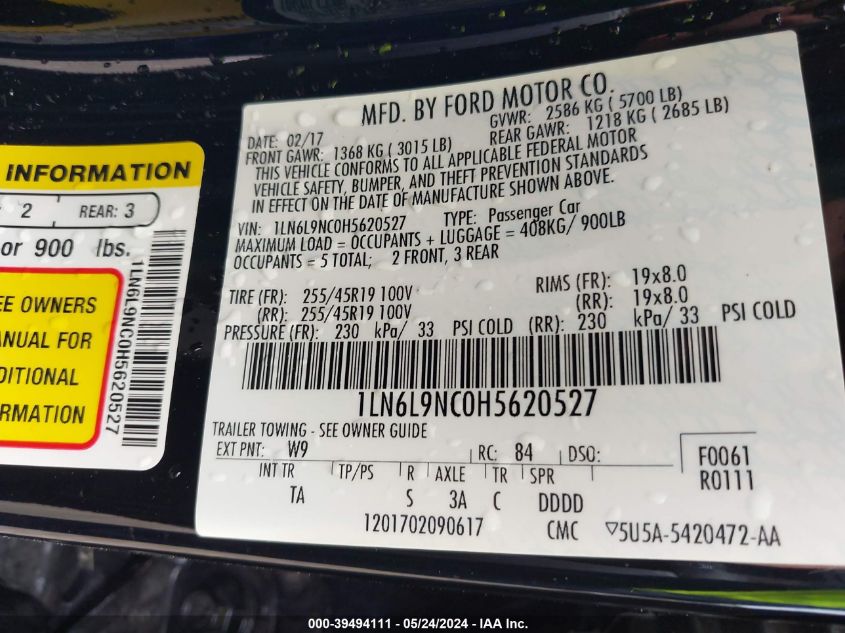 INFORMATION
2 REAR: 3
or 900 lbs.
EE OWNERS
ANUAL FOR
DITIONAL
RMATION
1LN6L9NC0H5620527
MFD. BY FORD MOTOR CO.
DATE: 02/17 GVWR: 2586 KG ( 5700 LB)
FRONT GAWR: 1368 KG ( 3015 LB) REAR GAWR: 1218 KG ( 2685 LB)
THIS VEHICLE CONFORMS TO ALL APPLICABLE FEDERAL MOTOR
VEHICLE SAFETY, BUMPER, AND THEFT PREVENTION STANDARDS
IN EFFECT ON THE DATE OF MANUFACTURE SHOWN ABOVE.
VIN: 1LN6L9NC0H5620527 TYPE: Passenger Car
MAXIMUM LOAD = OCCUPANTS + LUGGAGE = 408KG/ 900LB
OCCUPANTS = 5 TOTAL; 2 FRONT, 3 REAR
TIRE (FR): 255/45R19 100V RIMS (FR): 19x8.0
(RR): 255/45R19 100V (RR): 19x8.0
PRESSURE (FR): 230 kPa/ 33 PSI COLD (RR): 230 kPa/ 33 PSI COLD
1LN6L9NC0H5620527
TRAILER TOWING - SEE OWNER GUIDE
EXT PNT: W9 RC: 84 DSO: F0061
INT TR TP/PS R AXLE TR SPR R0111
TA S 3A C DDDD
1201702090617 CMC ▽5U5A-5420472-AA
000-39494111 - 05/24/2024 - IAA Inc.